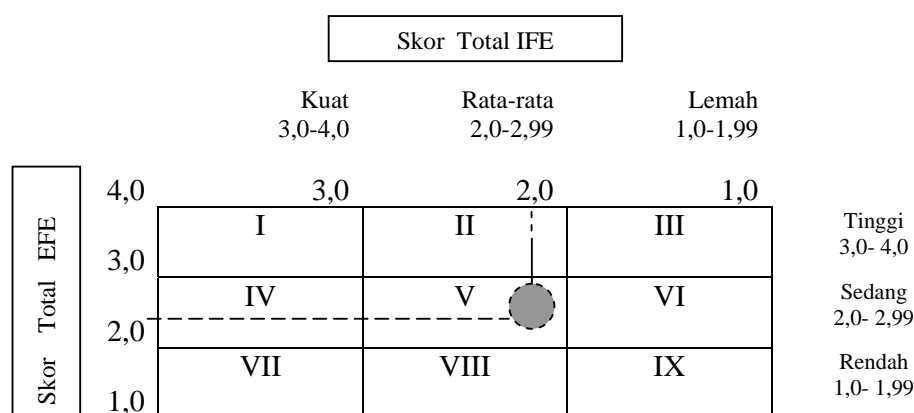 Skor Total IFE
Kuat Rata-rata Lemah
3,0-4,0 2,0-2,99 1,0-1,99
4,0 3,0 2,0 1,0
Skor Total EFE
I II III
Tinggi
3,0- 4,0
3,0
IV V VI
Sedang
2,0- 2,99
2,0
VII VIII IX
Rendah
1,0- 1,99
1,0